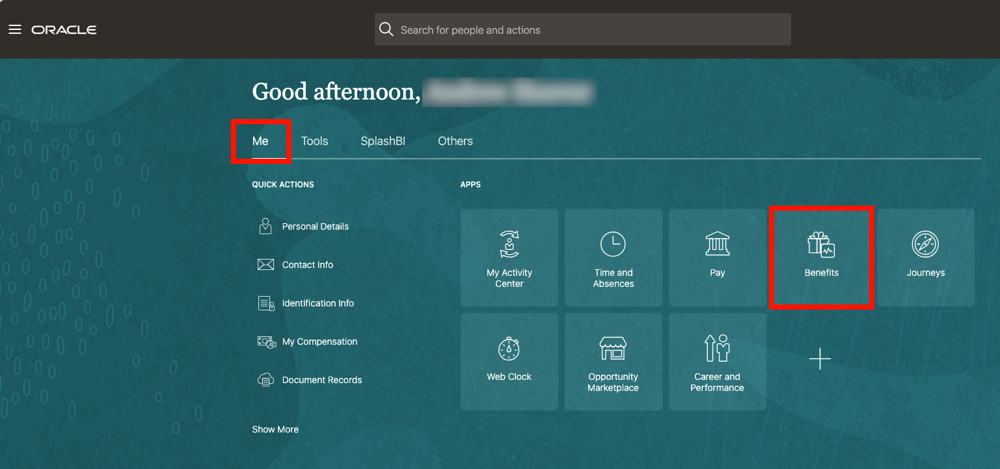 ORACLE
Search for people and actions
Good afternoon,
Me
Tools
SplashBI
Others
QUICK ACTIONS
Personal Details
Contact Info
Identification Info
My Compensation
Document Records
Show More
APPS
My Activity
Center
Time and
Absences
Pay
Benefits
Journeys
Web Clock
Opportunity
Marketplace
Career and
Performance